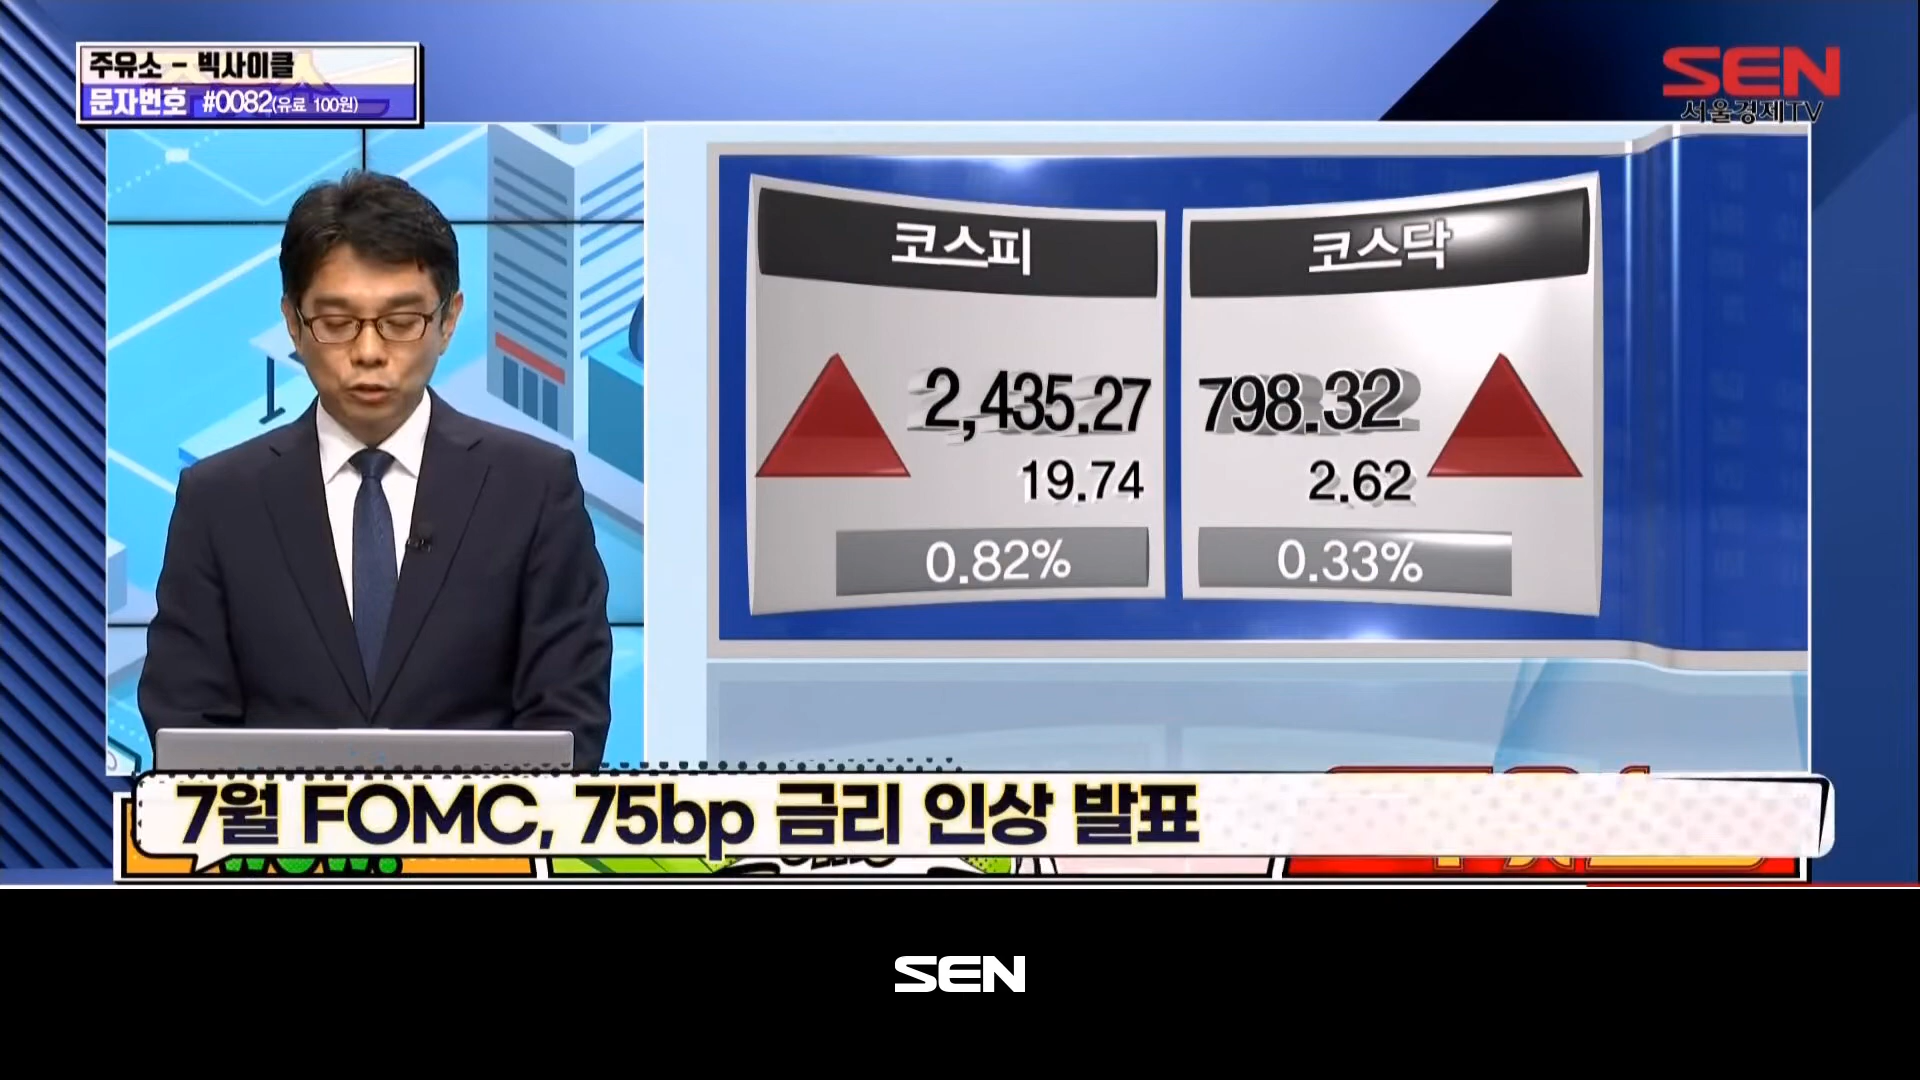 주유소 - 빅사이클
문자번호 #0082(유료 100원)
SEN
서울경제TV
코스피
2,435.27
19.74
0.82%
코스닥
798.32
2.62
0.33%
7월 FOMC, 75bp 금리 인상 발표
SEN